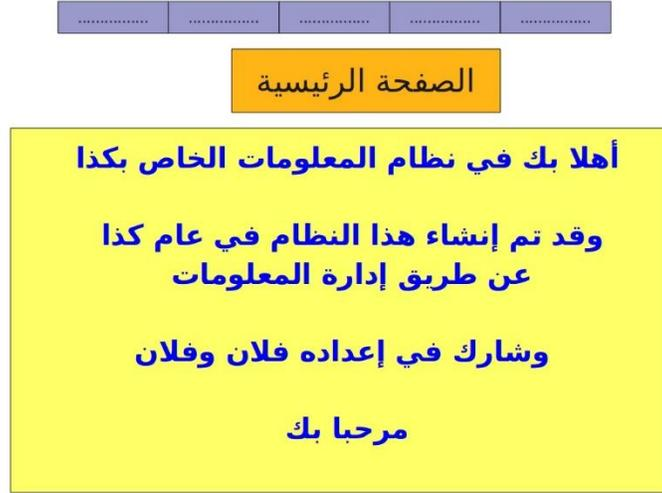 ................ ................ ................ ................ ................
الصفحة الرئيسية
أهلا بك في نظام المعلومات الخاص بكذا
وقد تم إنشاء هذا النظام في عام كذا
عن طريق إدارة المعلومات
وشارك في إعداده فلان وفلان
مرحبا بك